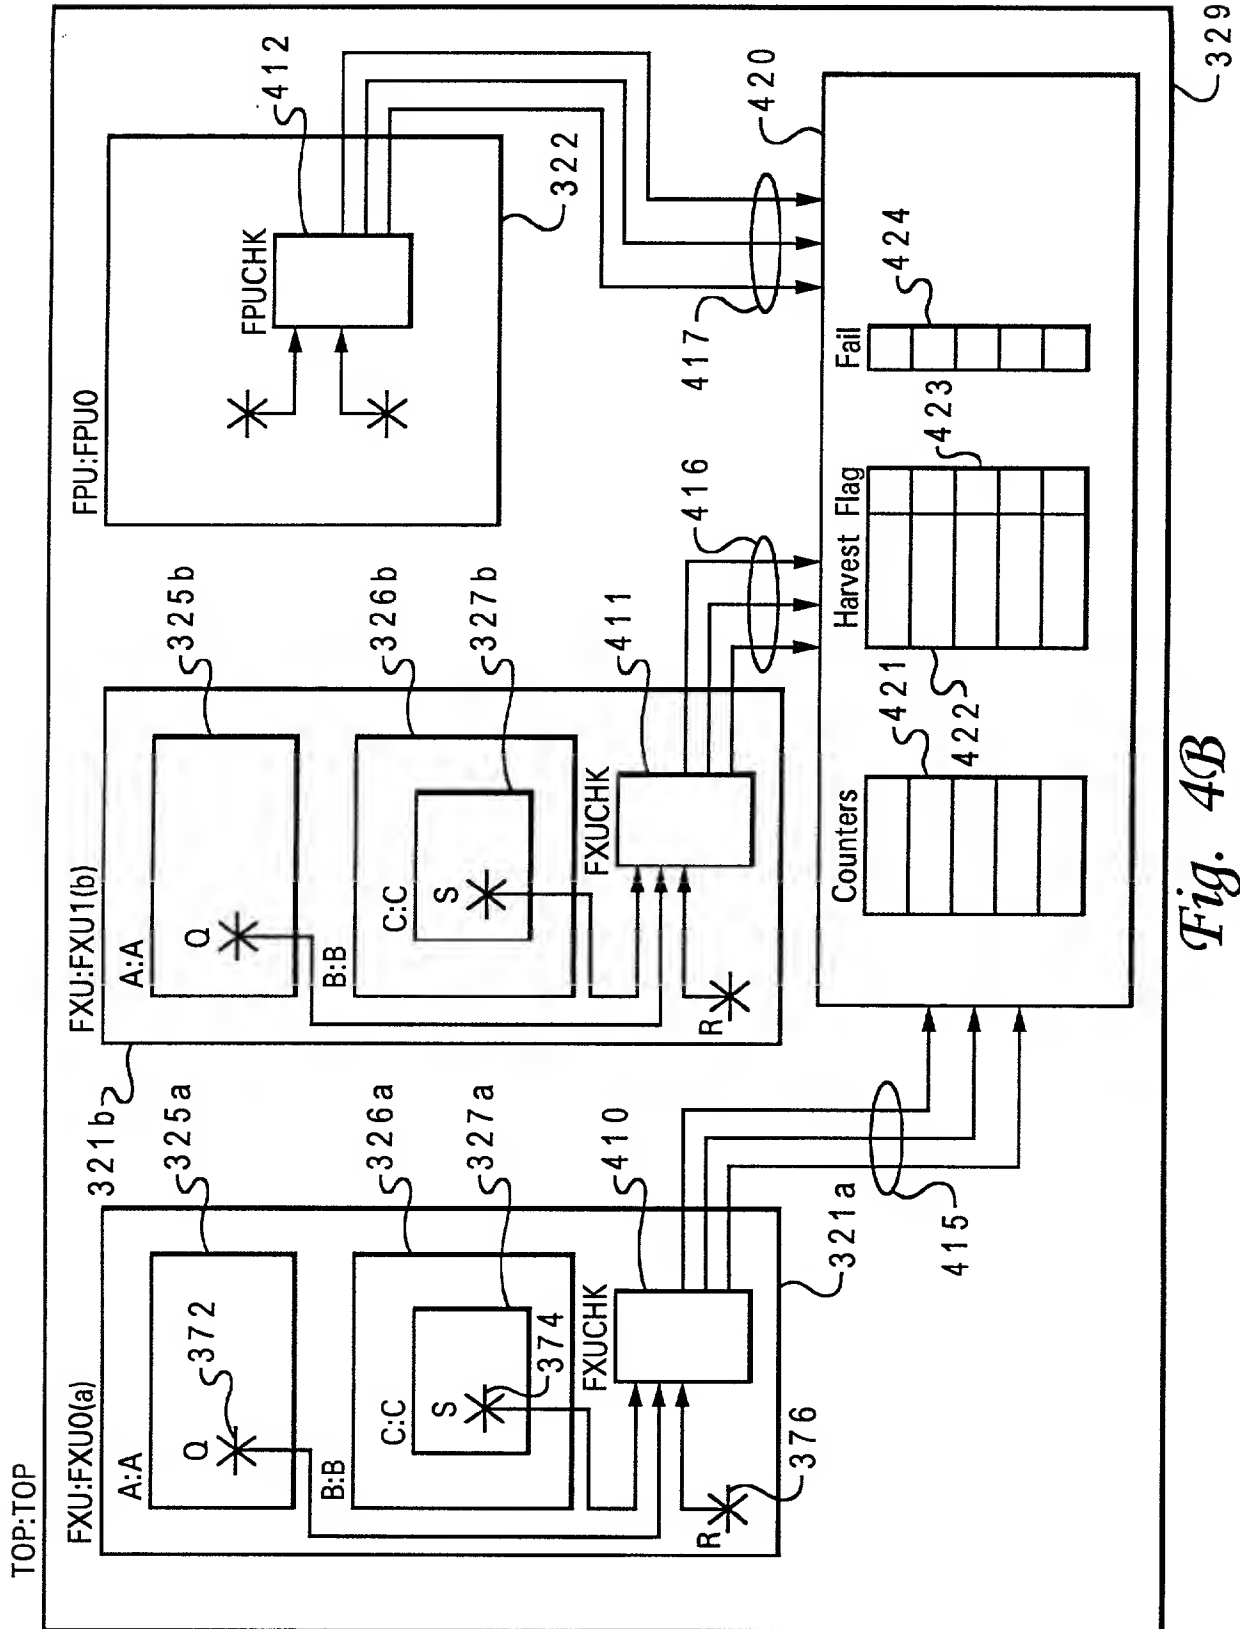 TOP:TOP
FXU:FXU0(a)
A:A
Q
372
325a
B:B
C:C
S
374
326a
327a
FXUCHK
410
R
376
321a
415
321b
FXU:FXU1(b)
A:A
Q
325b
B:B
C:C
S
326b
327b
FXUCHK
411
R
416
FPU:FPU0
FPUCHK
412
322
417
420
Counters
421
Harvest Flag
422
423
Fail
424
329
Fig. 4B